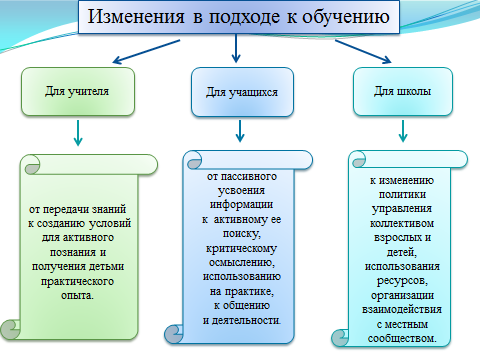 Изменения в подходе к обучению
Для учителя
Для учащихся
Для школы
от передачи знаний
к созданию условий
для активного
познания и
получения детьми
практического
опыта.
от пассивного
усвоения
информации
к активному ее
поиску,
критическому
осмыслению,
использованию
на практике,
к общению
и деятельности.
к изменению
политики
управления
коллективом
взрослых и
детей,
использования
ресурсов,
организации
взаимодействия
с местным
сообществом.